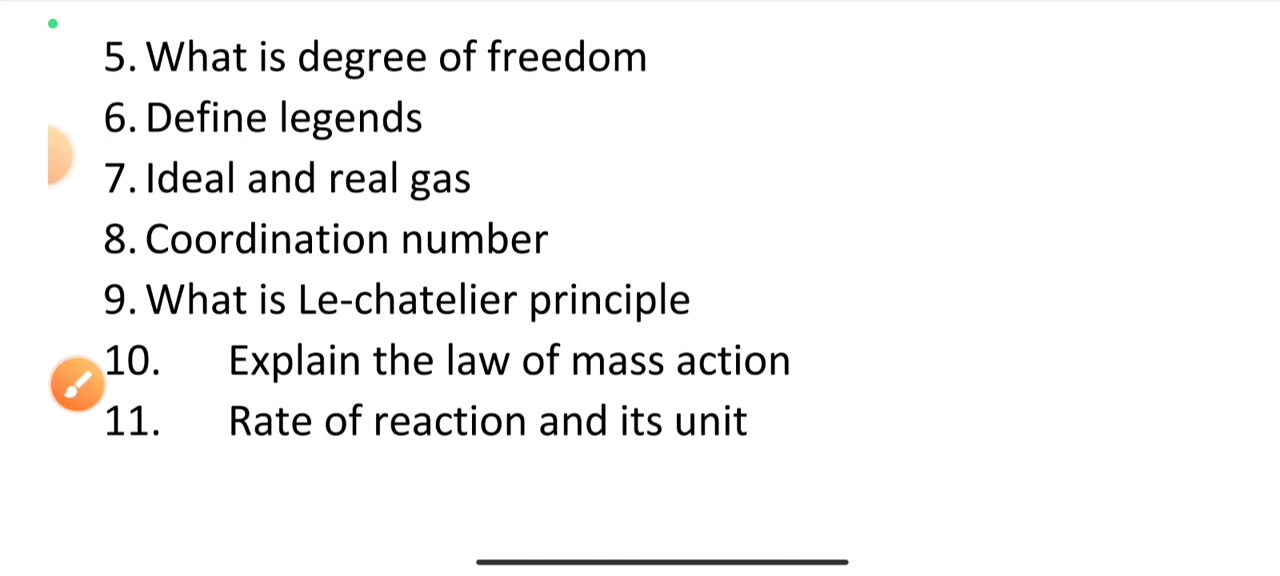 5. What is degree of freedom
6. Define legends
7. Ideal and real gas
8. Coordination number
9. What is Le-chatelier principle
10. Explain the law of mass action
11. Rate of reaction and its unit